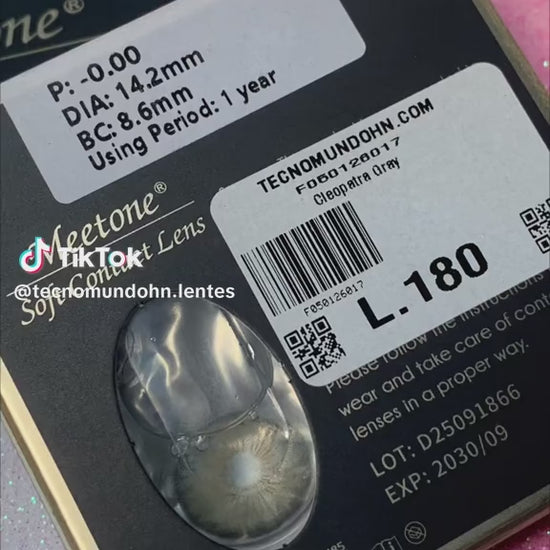 ne®
P: -0.00
DIA: 14.2mm
BC: 8.6mm
Using Period: 1 year
TECNOMUNDOHN.COM
F050126017
Cleopatra Gray
F050126017
L.180
Meetone®
Soft Contact Lens
TikTok
@tecnomundohn.lentes
Please follow the instructions
wear and take care of cont
lenses in a proper way.
LOT: D25091866
EXP: 2030/09